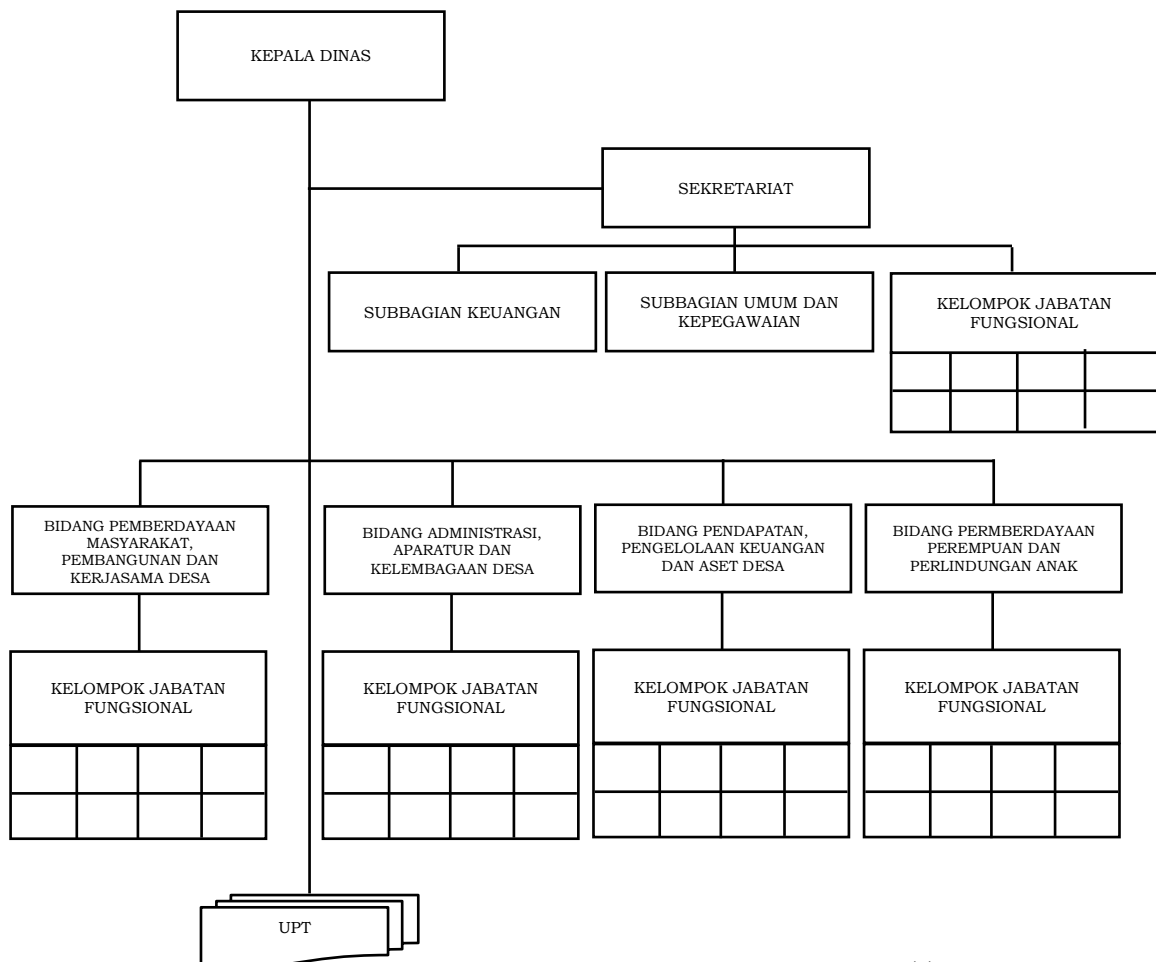 KEPALA DINAS
SEKRETARIAT
SUBBAGIAN KEUANGAN
SUBBAGIAN UMUM DAN
KEPEGAWAIAN
KELOMPOK JABATAN
FUNGSIONAL
BIDANG PEMBERDAYAAN
MASYARAKAT,
PEMBANGUNAN DAN
KERJASAMA DESA
BIDANG ADMINISTRASI,
APARATUR DAN
KELEMBAGAAN DESA
BIDANG PENDAPATAN,
PENGELOLAAN KEUANGAN
DAN ASET DESA
BIDANG PERMBERDAYAAN
PEREMPUAN DAN
PERLINDUNGAN ANAK
KELOMPOK JABATAN
FUNGSIONAL
KELOMPOK JABATAN
FUNGSIONAL
KELOMPOK JABATAN
FUNGSIONAL
KELOMPOK JABATAN
FUNGSIONAL
UPT